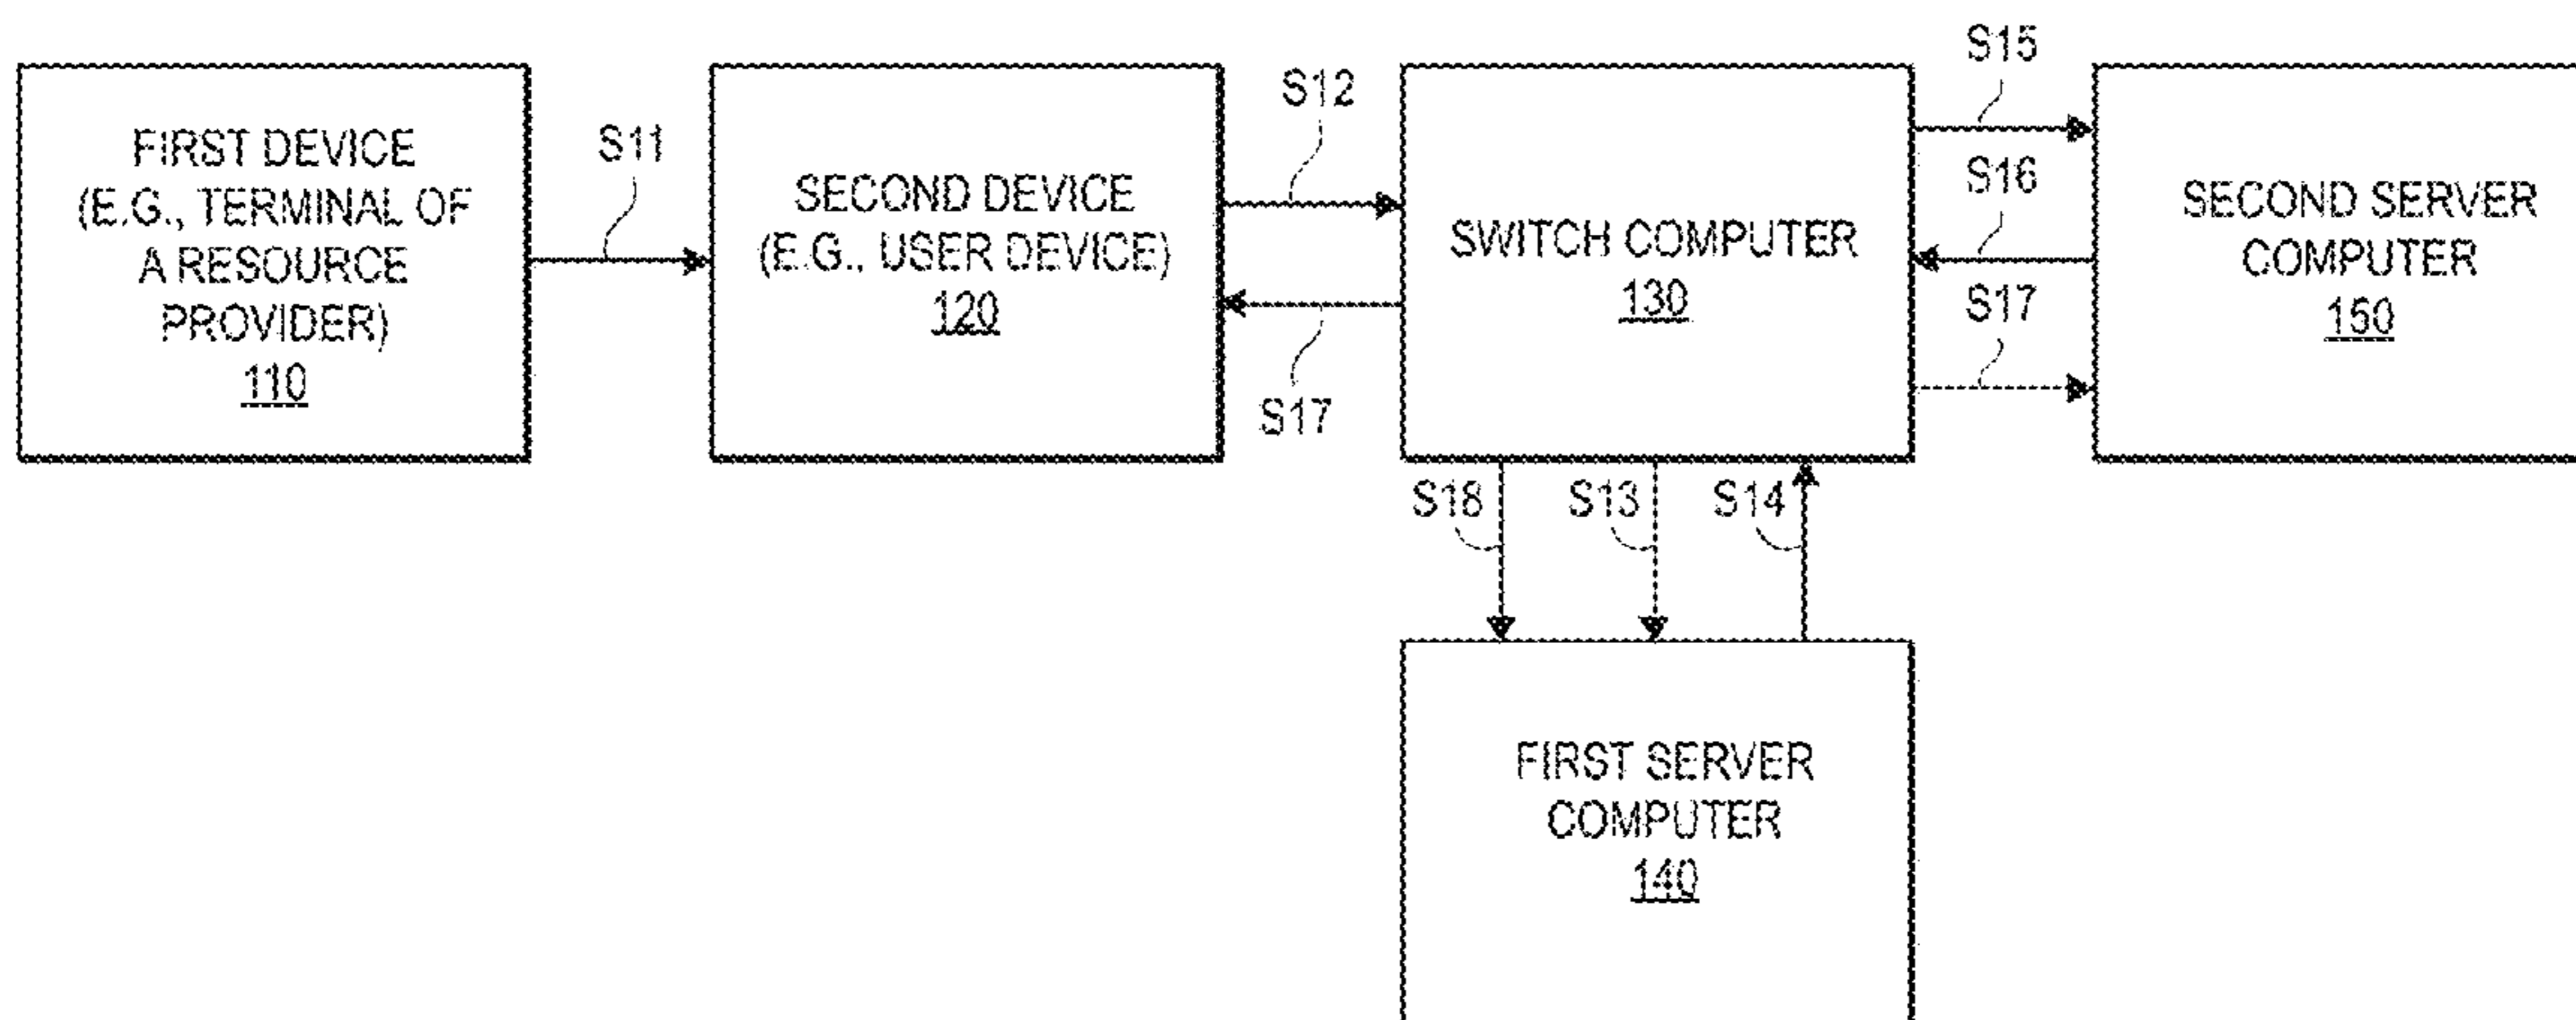 FIRST DEVICE
(E.G., TERMINAL OF
A RESOURCE
PROVIDER)
110
S11
SECOND DEVICE
(E.G., USER DEVICE)
120
S12
S17
SWITCH COMPUTER
130
S15
S16
S17
SECOND SERVER
COMPUTER
150
S18
S13
S14
FIRST SERVER
COMPUTER
140